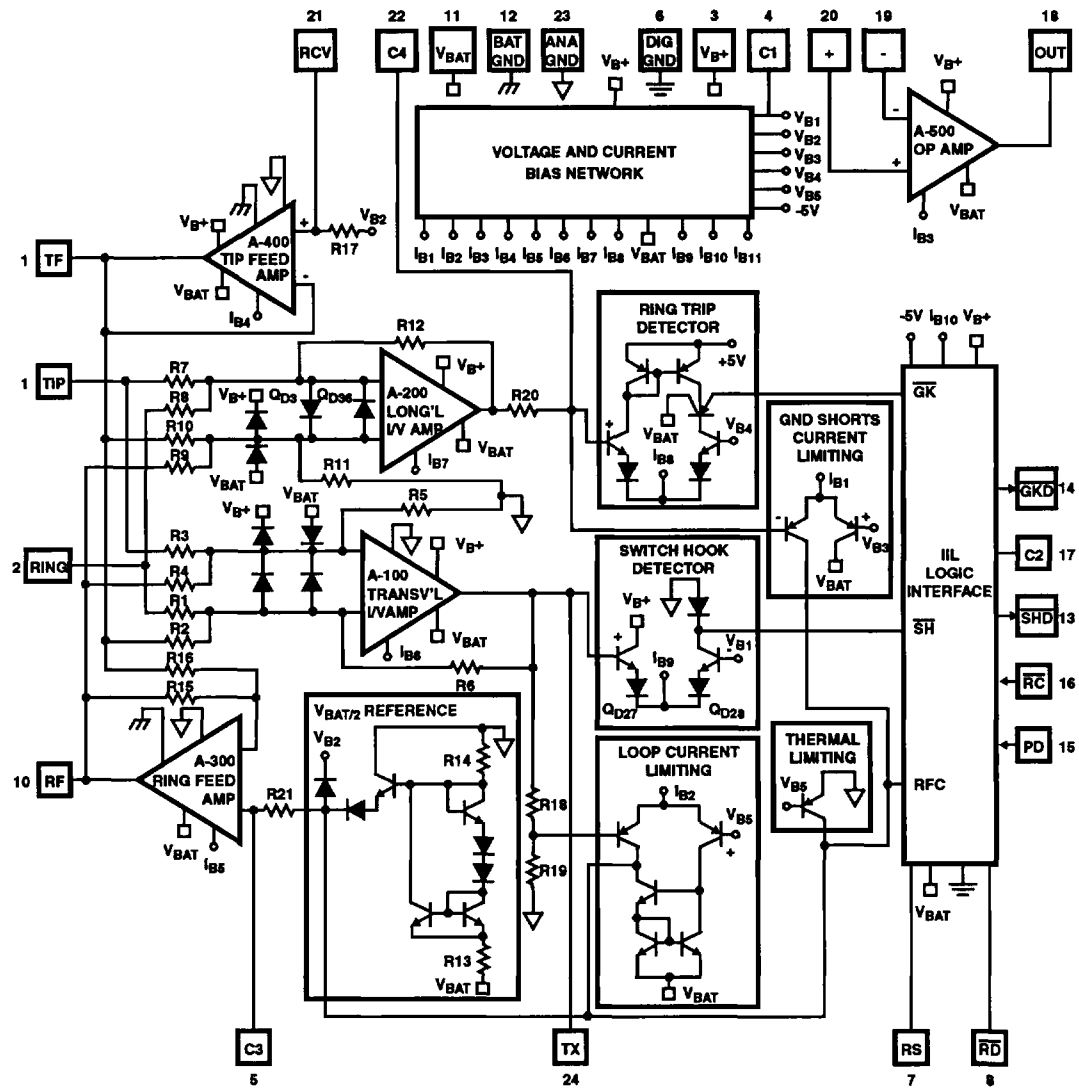 21 22 11 12 23 6 3 4 20 19 18
RCV C4 VBAT BAT GND ANA GND DIG GND VB+ C1 + - OUT
VB+
VOLTAGE AND CURRENT
BIAS NETWORK
VB1
VB2
VB3
VB4
VB5
-5V
IB1 IB2 IB3 IB4 IB5 IB6 IB7 IB8 VBAT IB9 IB10 IB11
VB+
-
A-500
OP AMP
+
VBAT
IB3
VB+
+
R17
VB2
A-400
TIP FEED
AMP
-
VBAT
IB4
1 TF
1 TIP
2 RING
10 RF
R7
R8
R10
R9
VB+
VBAT
QD3
QD36
R12
VB+
A-200
LONG'L
I/V AMP
VBAT
IB7
R20
R11
R5
R3
R4
R1
R2
R16
R15
VB+
VBAT
VB+
A-100
TRANSV'L
I/VAMP
VBAT
IB6
R6
A-300
RING FEED
AMP
VBAT
IB5
R21
VBAT/2 REFERENCE
VB2
R14
R13
VBAT
R18
R19
RING TRIP
DETECTOR
+5V
+
VBAT
IB8
VB4
SWITCH HOOK
DETECTOR
VB+
+
IB9
VB1
QD27
QD28
LOOP CURRENT
LIMITING
IB2
VB5
+
VBAT
GND SHORTS
CURRENT
LIMITING
IB1
-
+
VB3
VBAT
THERMAL
LIMITING
VB5
-5V IB10 VB+
GK
SH
RFC
IIL
LOGIC
INTERFACE
VBAT
GKD 14
C2 17
SHD 13
RC 16
PD 15
C3
5
TX
24
RS
7
RD
8